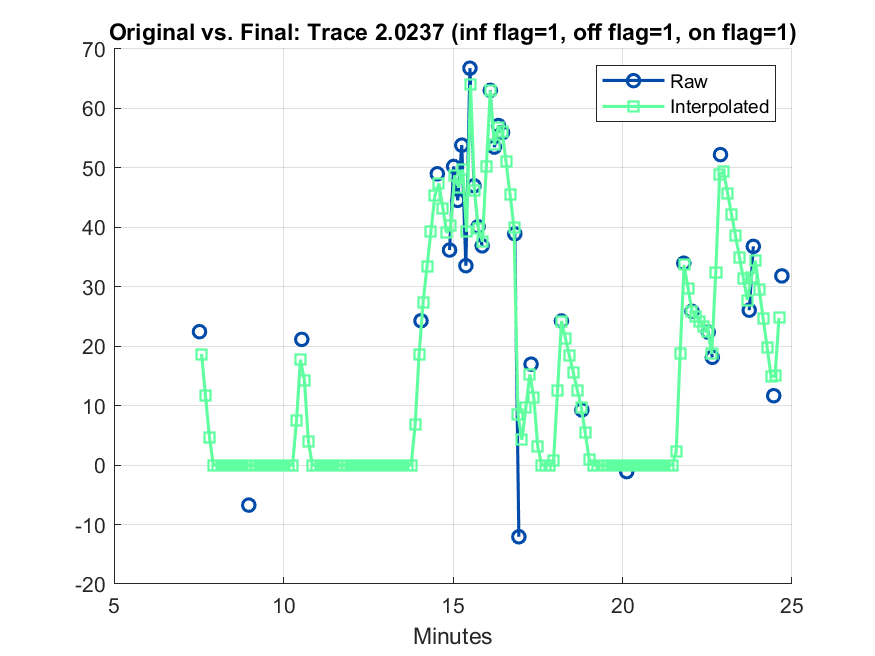 Original vs. Final: Trace 2.0237 (inf flag=1, off flag=1, on flag=1)
70
60
50
40
30
20
10
0
-10
-20
5 10 15 20 25
Minutes
Raw
Interpolated